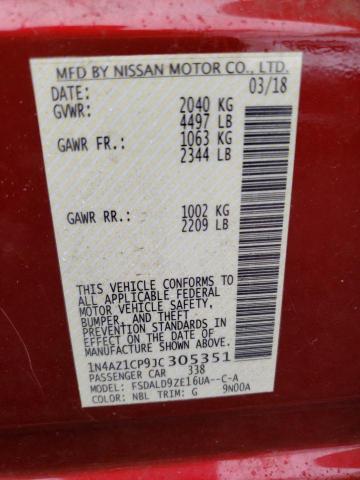 MFD BY NISSAN MOTOR CO., LTD.
DATE: 03/18
GVWR: 2040 KG
4497 LB
GAWR FR.: 1063 KG
2344 LB
GAWR RR.: 1002 KG
2209 LB
THIS VEHICLE CONFORMS TO
ALL APPLICABLE FEDERAL
MOTOR VEHICLE SAFETY,
BUMPER, AND THEFT
PREVENTION STANDARDS IN
EFFECT ON THE DATE OF
MANUFACTURE SHOWN ABOVE.
1N4AZ1CP9JC305351
PASSENGER CAR 338
MODEL: FSDALD9ZE16UA--C-A
COLOR: NBL TRIM: G 9N00A